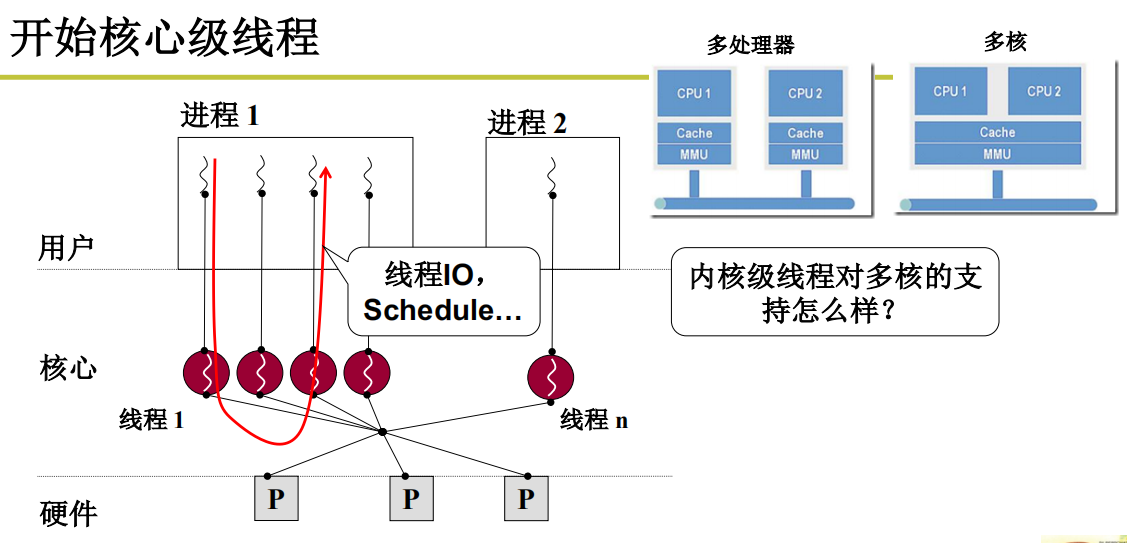 开始核心级线程
多处理器
多核
CPU 1
CPU 2
Cache
Cache
MMU
MMU
CPU 1
CPU 2
Cache
MMU
进程 1
进程 2
用户
线程IO，
Schedule…
内核级线程对多核的支
持怎么样？
核心
线程 1
线程 n
P
P
P
硬件